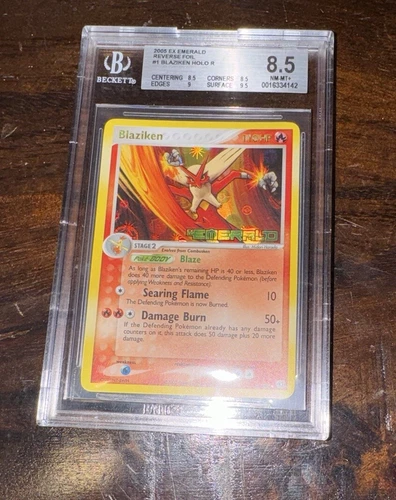 BECKETT
2005 EX EMERALD
REVERSE FOIL
#1 BLAZIKEN HOLO R
CENTERING 8.5 CORNERS 8.5
EDGES 9 SURFACE 9.5
8.5
NM-MT+
0016334142
Blaziken
EMERALD
STAGE 2
Evolves from Combusken
Poké-BODY Blaze
As long as Blaziken's remaining HP is 40 or less, Blaziken
does 40 more damage to the Defending Pokémon (before
applying Weakness and Resistance)
Searing Flame 10
The Defending Pokémon is now Burned.
Damage Burn 50+
If the Defending Pokémon already has any damage
counters on it, this attack does 50 damage plus 20 more
damage.